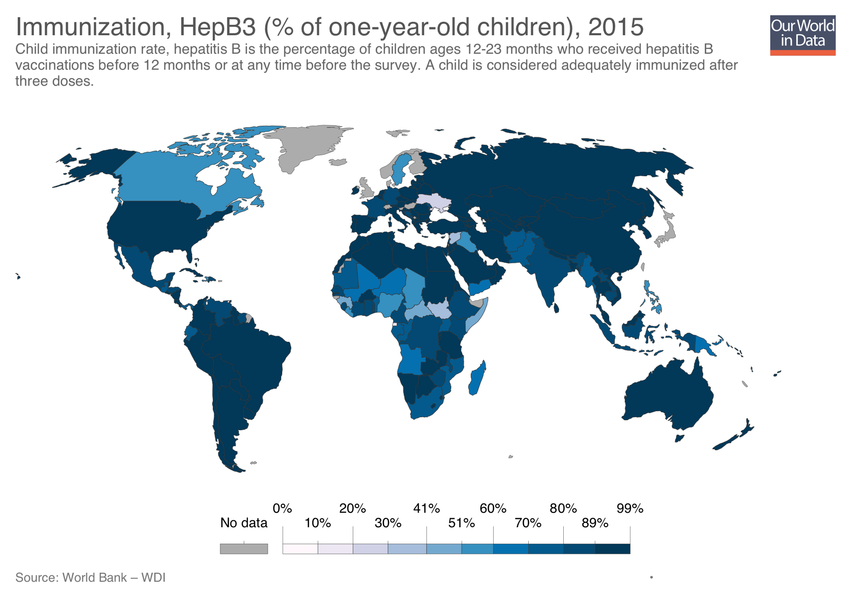 Immunization, HepB3 (% of one-year-old children), 2015
Child immunization rate, hepatitis B is the percentage of children ages 12-23 months who received hepatitis B
vaccinations before 12 months or at any time before the survey. A child is considered adequately immunized after
three doses.
Our World
in Data
0% 20% 41% 60% 80% 99%
No data 10% 30% 51% 70% 89%
Source: World Bank – WDI